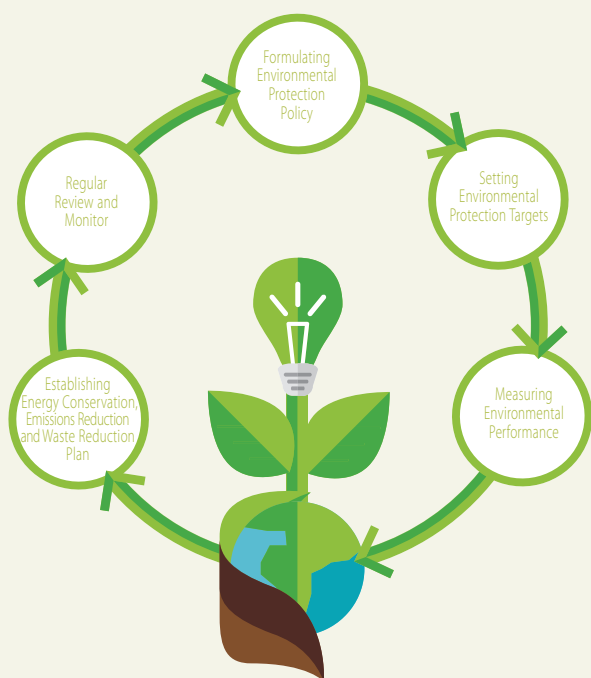 Formulating
Environmental
Protection
Policy
Setting
Environmental
Protection Targets
Measuring
Environmental
Performance
Establishing
Energy Conservation,
Emissions Reduction
and Waste Reduction
Plan
Regular
Review and
Monitor